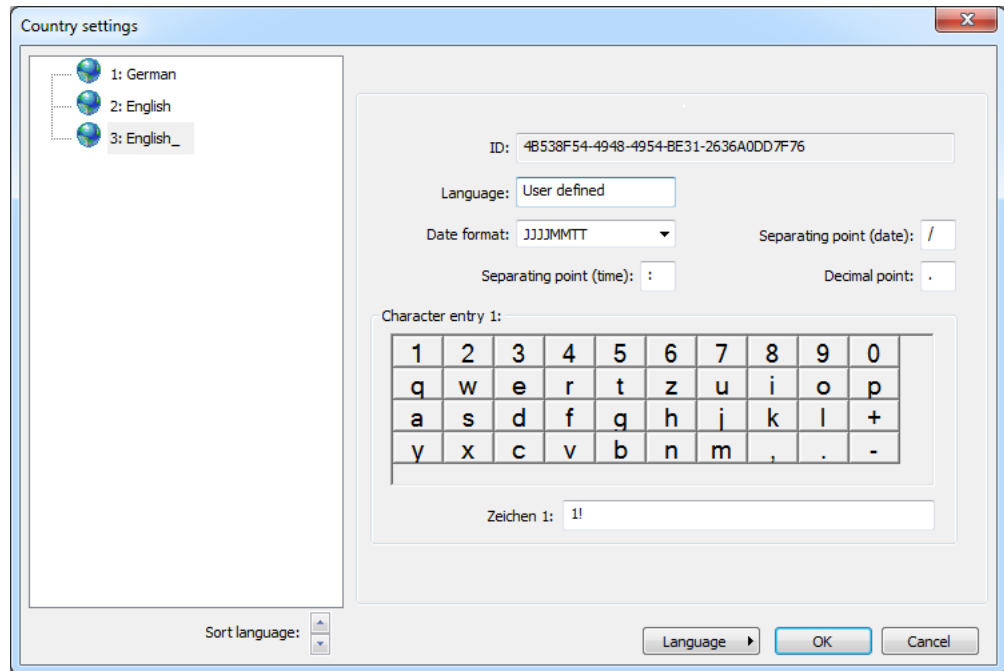 Country settings
1: German
2: English
3: English_
ID: 4B538F54-4948-4954-BE31-2636A0DD7F76
Language: User defined
Date format: JJJJMMTT Separating point (date): /
Separating point (time): : Decimal point: .
Character entry 1:
1 2 3 4 5 6 7 8 9 0
q w e r t z u i o p
a s d f g h j k l +
y x c v b n m , . -
Zeichen 1: 1!
Sort language:
Language OK Cancel